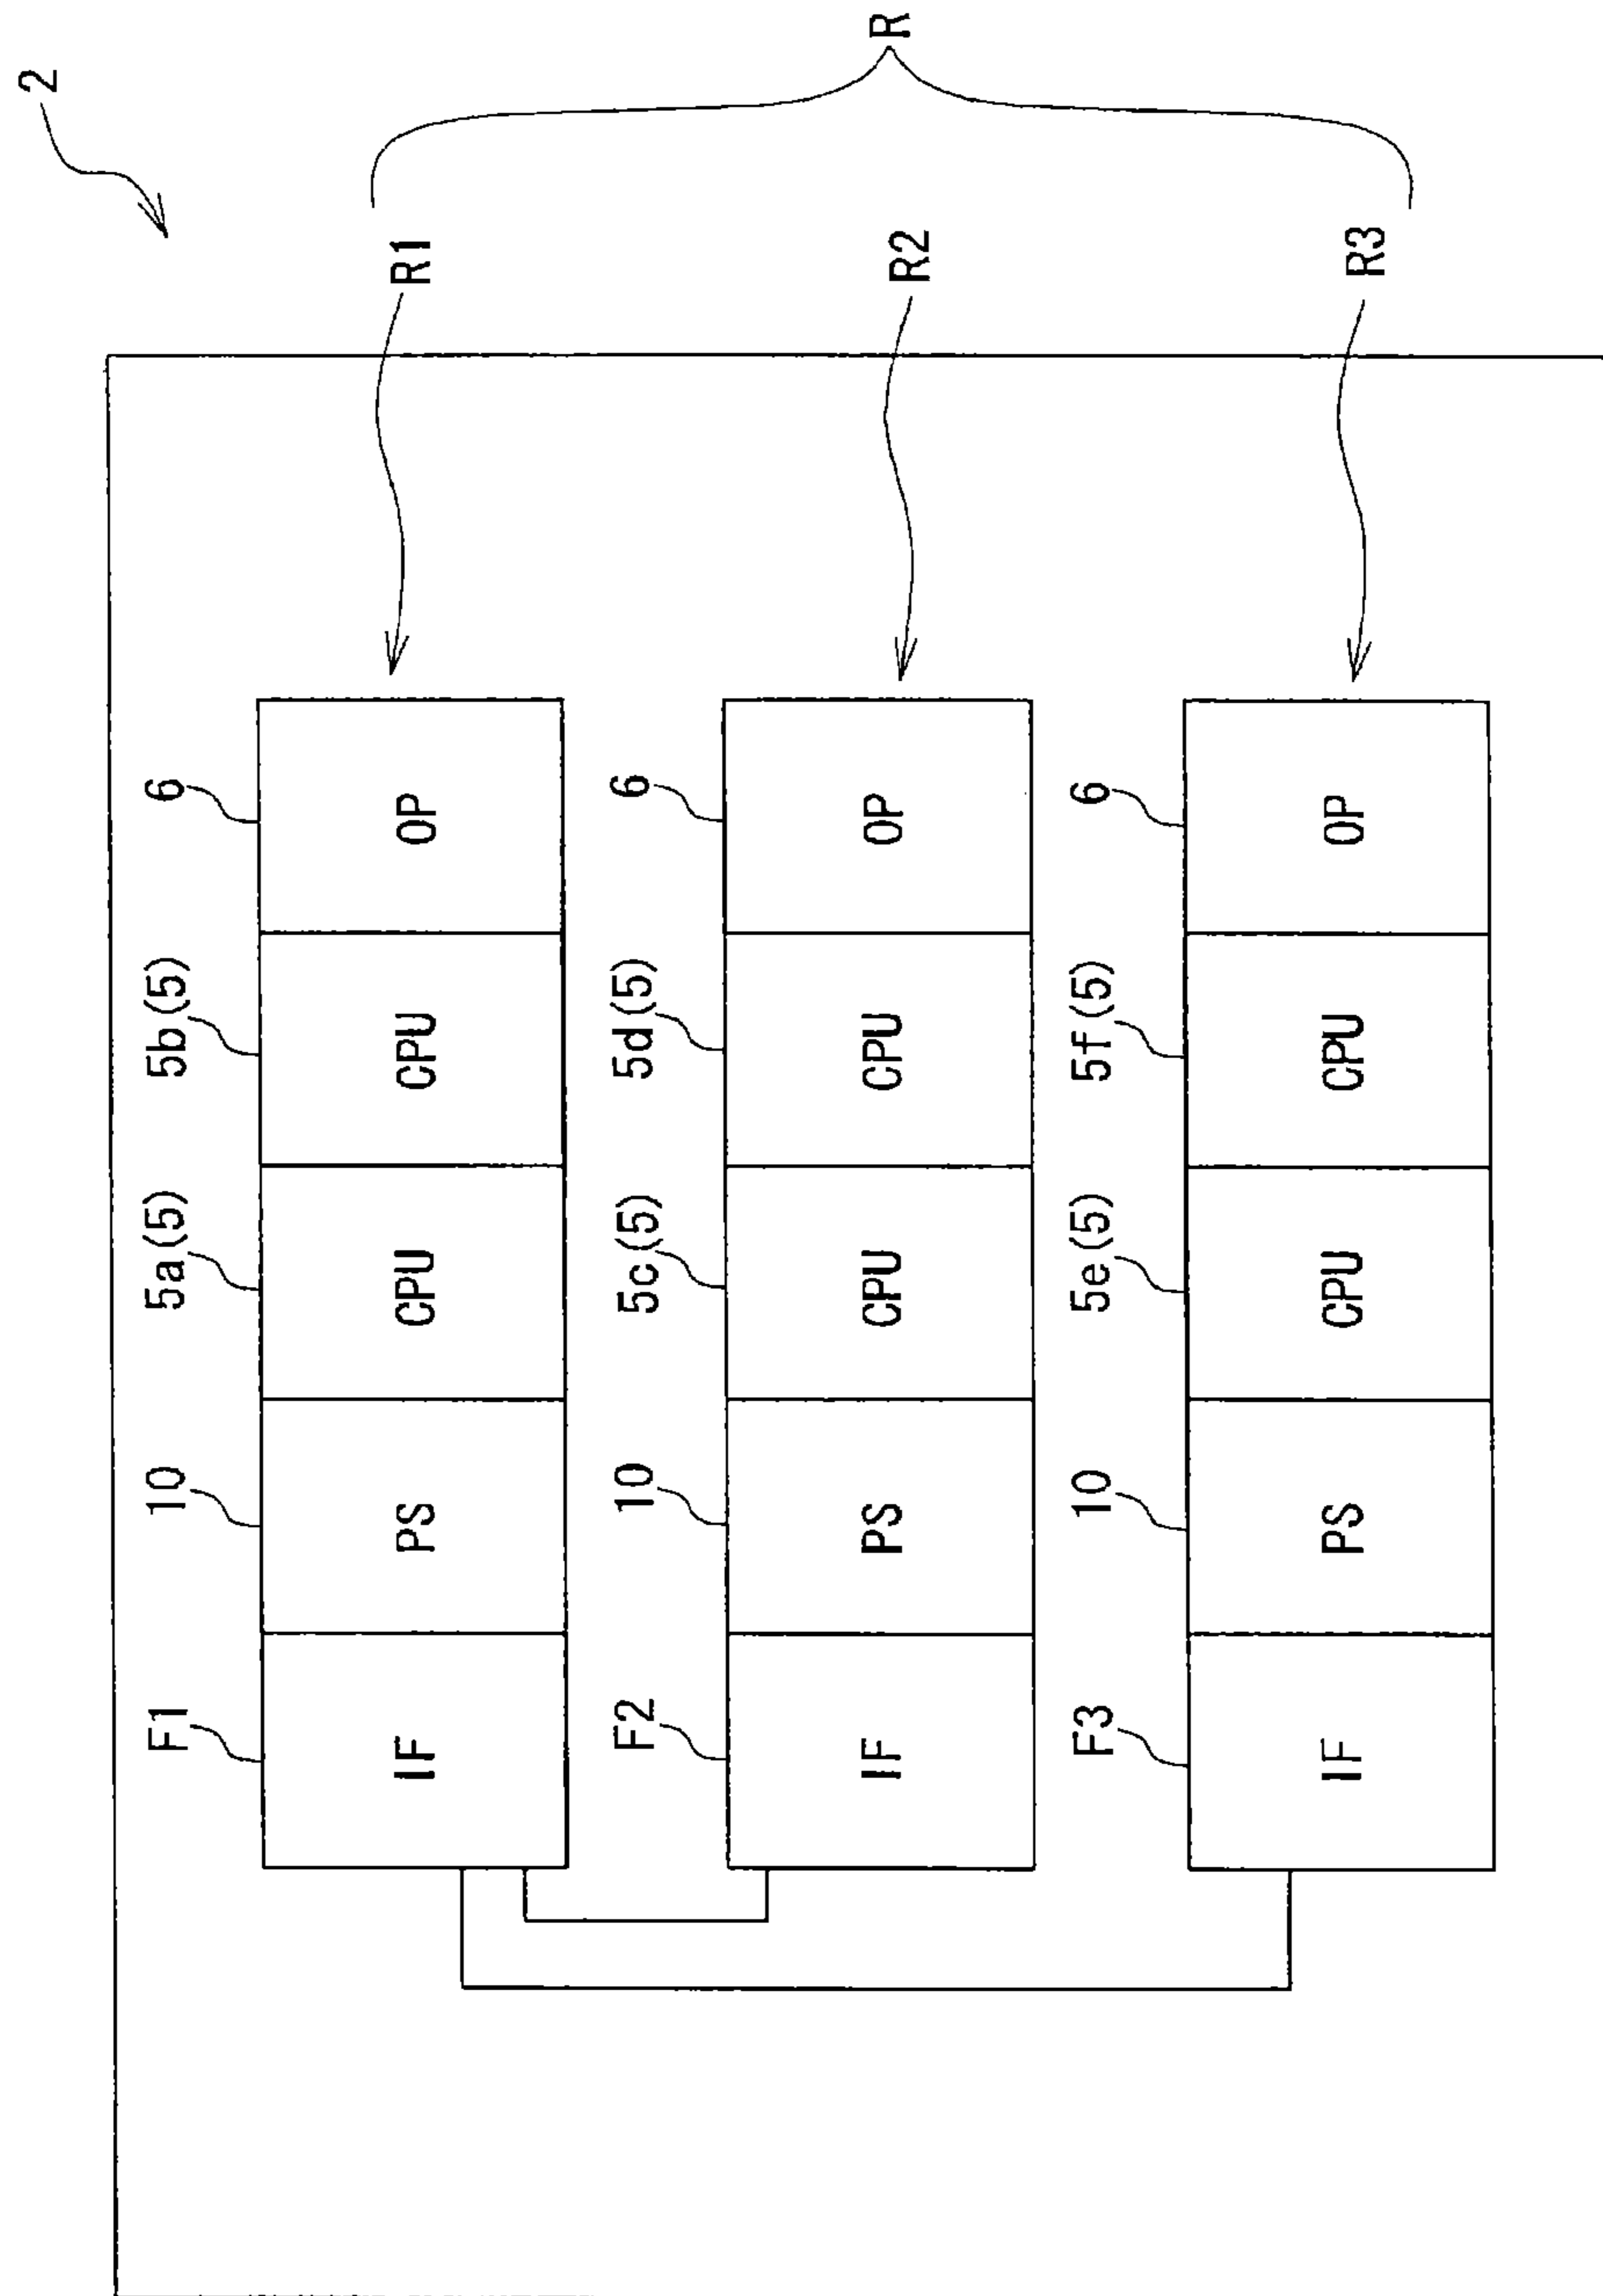 2
F1 10 5a(5) 5b(5) 6
IF PS CPU CPU OP R1
F2 10 5c(5) 5d(5) 6
IF PS CPU CPU OP R2 R
F3 10 5e(5) 5f(5) 6
IF PS CPU CPU OP R3